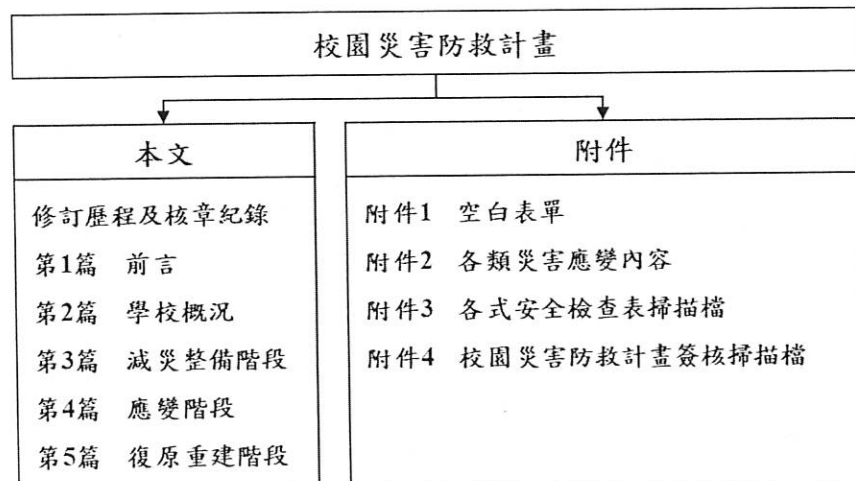 校園災害防救計畫
本文
修訂歷程及核章紀錄
第1篇 前言
第2篇 學校概況
第3篇 減災整備階段
第4篇 應變階段
第5篇 復原重建階段
附件
附件1 空白表單
附件2 各類災害應變內容
附件3 各式安全檢查表掃描檔
附件4 校園災害防救計畫簽核掃描檔